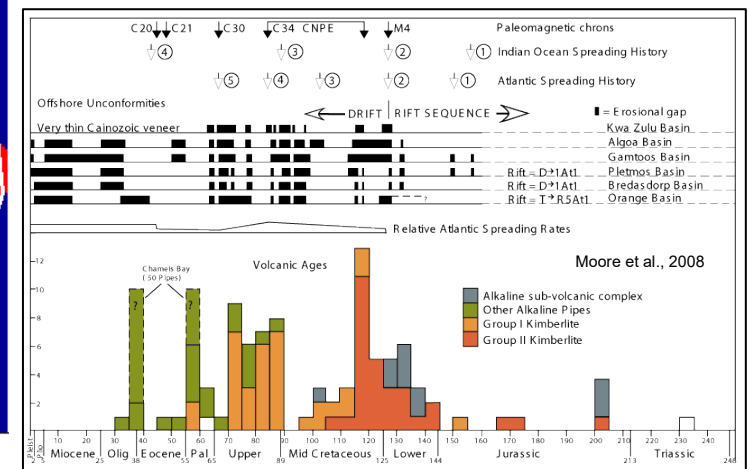 C20 C21 C30 C34 CNPE M4 Paleomagnetic chrons
4 3 2 1 Indian Ocean Spreading History
5 4 3 2 1 Atlantic Spreading History
Offshore Unconformities
DRIFT RIFT SEQUENCE = Erosional gap
Very thin Cainozoic veneer Kwa Zulu Basin
Algoa Basin
Gamtoos Basin
Rift = D→1At1 Pletmos Basin
Rift = D→1At1 Bredasdorp Basin
? Rift = T→R5At1 Orange Basin
Relative Atlantic Spreading Rates
Chamels Bay
(50 Pipes)
Volcanic Ages
Moore et al., 2008
? ?
Alkaline sub-volcanic complex
Other Alkaline Pipes
Group I Kimberlite
Group II Kimberlite
12
10
8
6
4
2
10 20 30 40 50 60 70 80 90 100 110 120 130 140 150 160 170 180 190 200 210 220 230 240
Pleist Plio Miocene Olig Eocene Pal Upper Mid Cretaceous Lower Jurassic Triassic
2 5 25 38 55 65 89 125 144 213 248